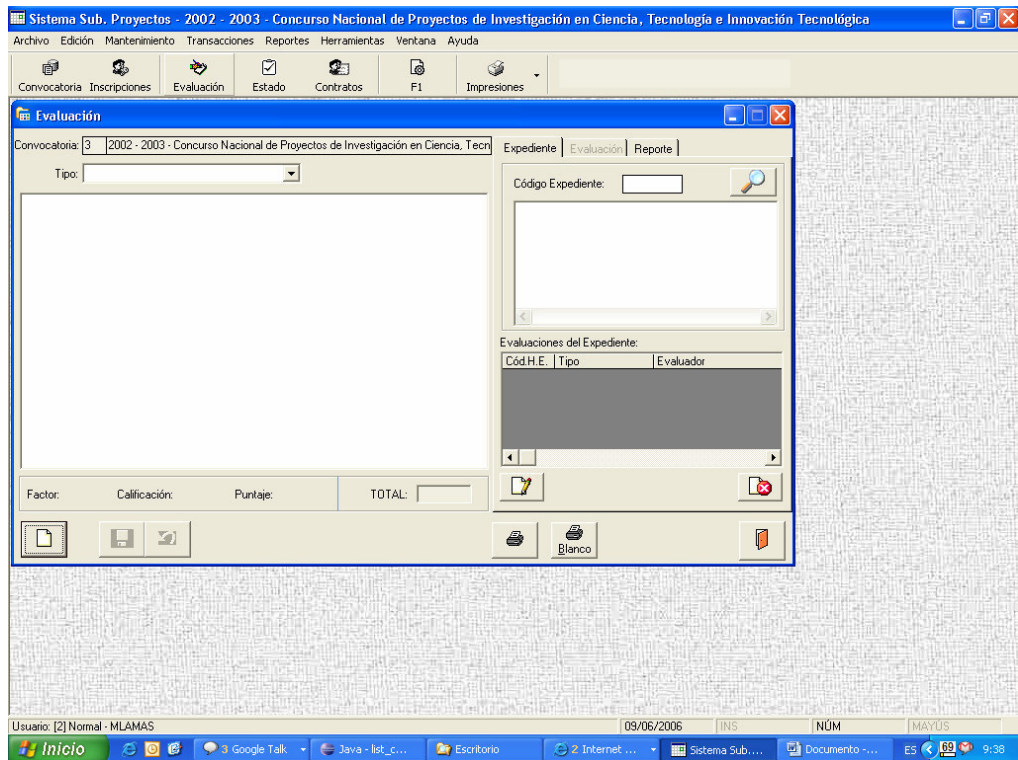 Sistema Sub. Proyectos - 2002 - 2003 - Concurso Nacional de Proyectos de Investigación en Ciencia, Tecnología e Innovación Tecnológica
Archivo Edición Mantenimiento Transacciones Reportes Herramientas Ventana Ayuda
Convocatoria Inscripciones Evaluación Estado Contratos F1 Impresiones
Evaluación
Convocatoria: 3 2002 - 2003 - Concurso Nacional de Proyectos de Investigación en Ciencia, Tecn
Expediente Evaluación Reporte
Tipo:
Código Expediente:
Evaluaciones del Expediente:
Cód.H.E. Tipo Evaluador
Factor: Calificación: Puntaje: TOTAL:
Blanco
Usuario: [2] Normal - MLAMAS 09/06/2006 INS NÚM MAYÚS
Inicio 3 Google Talk Java - list_c... Escritorio 2 Internet ... Sistema Sub.... Documento -... ES 69 9:38